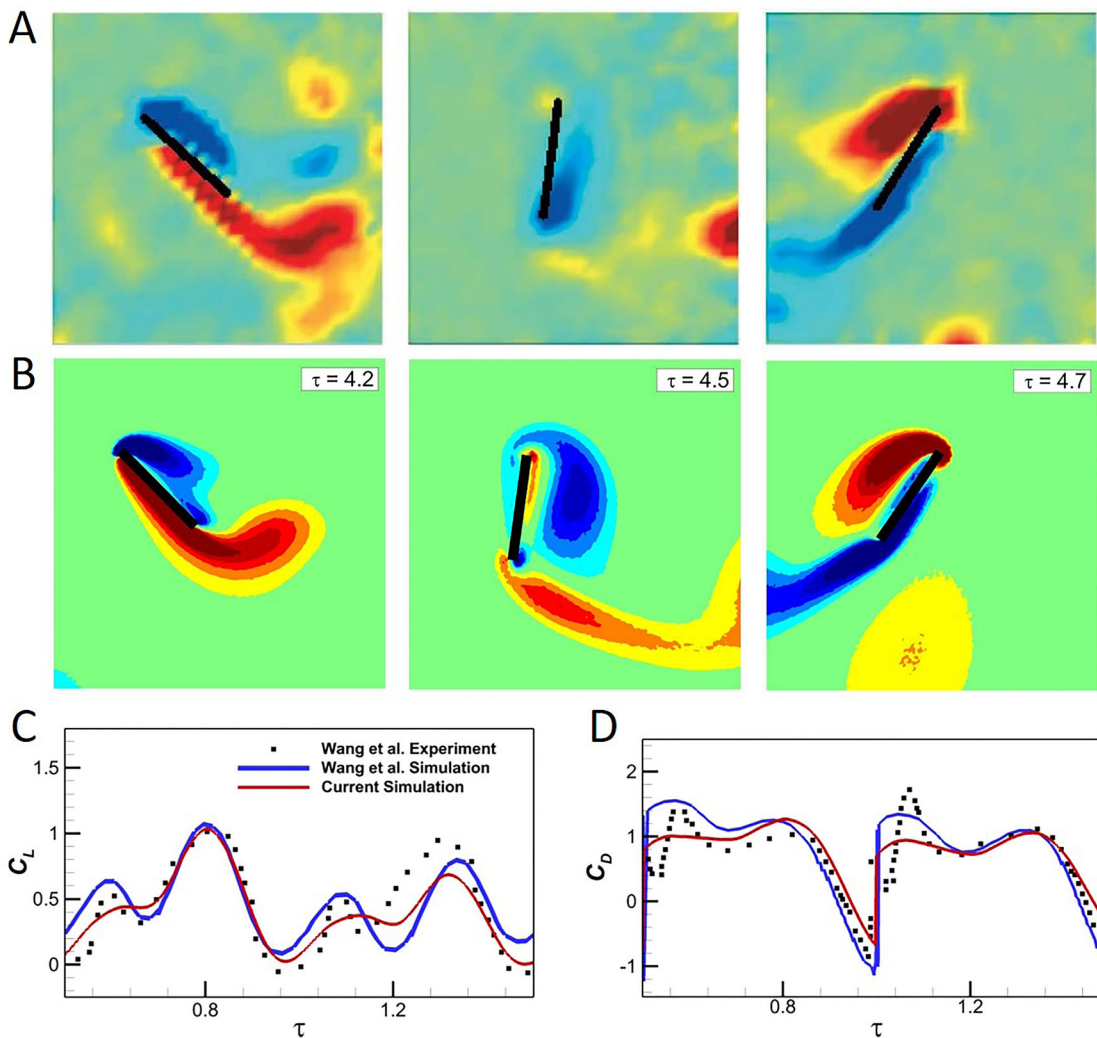 A
B
τ = 4.2
τ = 4.5
τ = 4.7
C
1.5
1
0.5
0
C_L
0.8
1.2
τ
Wang et al. Experiment
Wang et al. Simulation
Current Simulation
D
2
1
0
-1
C_D
0.8
1.2
τ